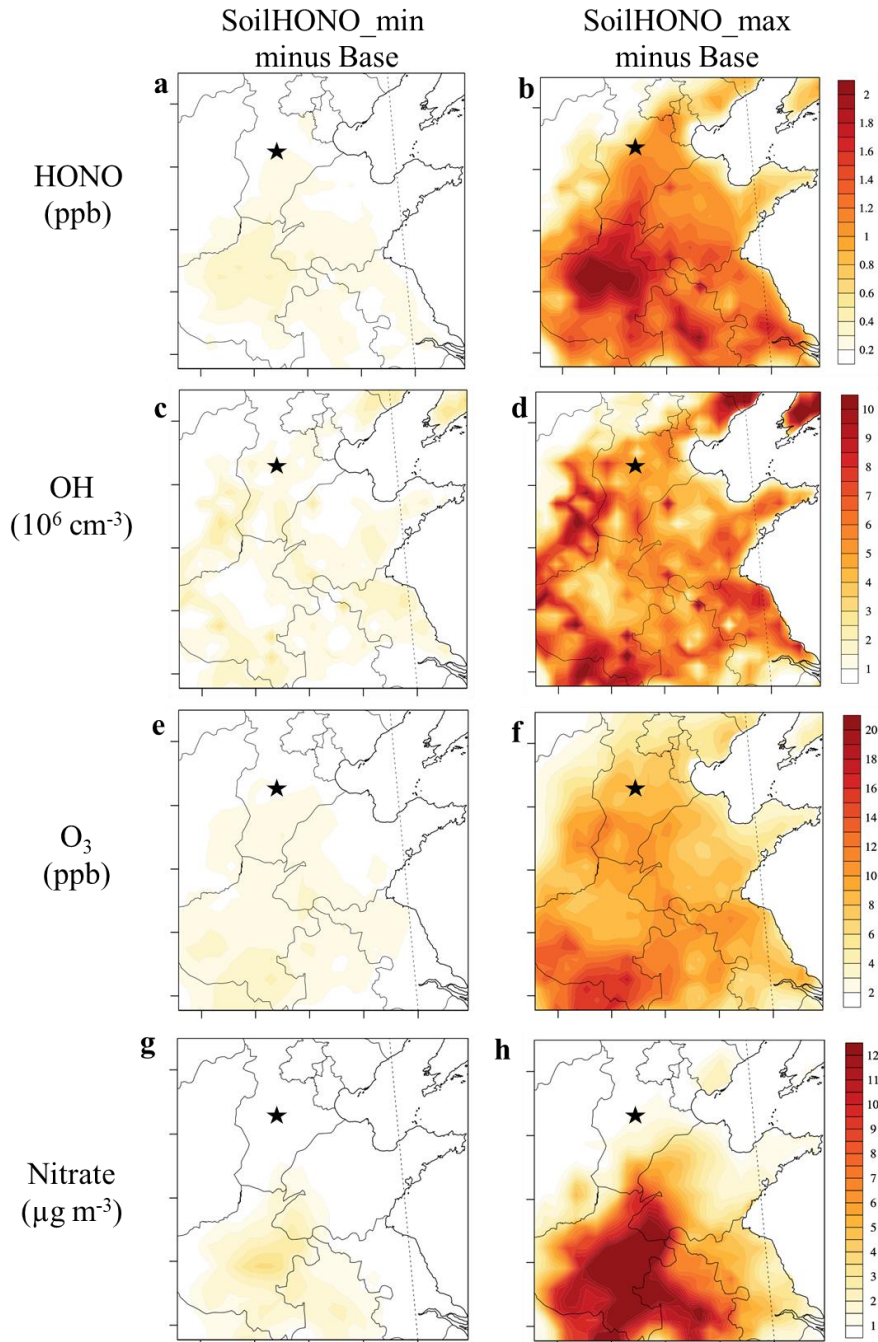 SoilHONO_min
minus Base
SoilHONO_max
minus Base
a
b
HONO
(ppb)
2
1.8
1.6
1.4
1.2
1
0.8
0.6
0.4
0.2
c
d
OH
(10⁶ cm⁻³)
10
9
8
7
6
5
4
3
2
1
e
f
O₃
(ppb)
20
18
16
14
12
10
8
6
4
2
g
h
Nitrate
(µg m⁻³)
12
11
10
9
8
7
6
5
4
3
2
1